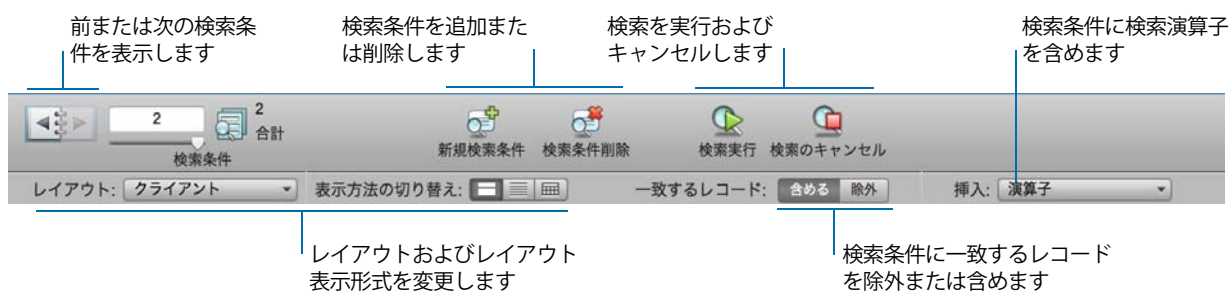 前または次の検索条
件を表示します
検索条件を追加また
は削除します
検索を実行および
キャンセルします
検索条件に検索演算子
を含めます
2
検索条件
2
合計
新規検索条件
検索条件削除
検索実行
検索のキャンセル
レイアウト: クライアント
表示方法の切り替え:
一致するレコード: 含める 除外
挿入: 演算子
レイアウトおよびレイアウト
表示形式を変更します
検索条件に一致するレコード
を除外または含めます